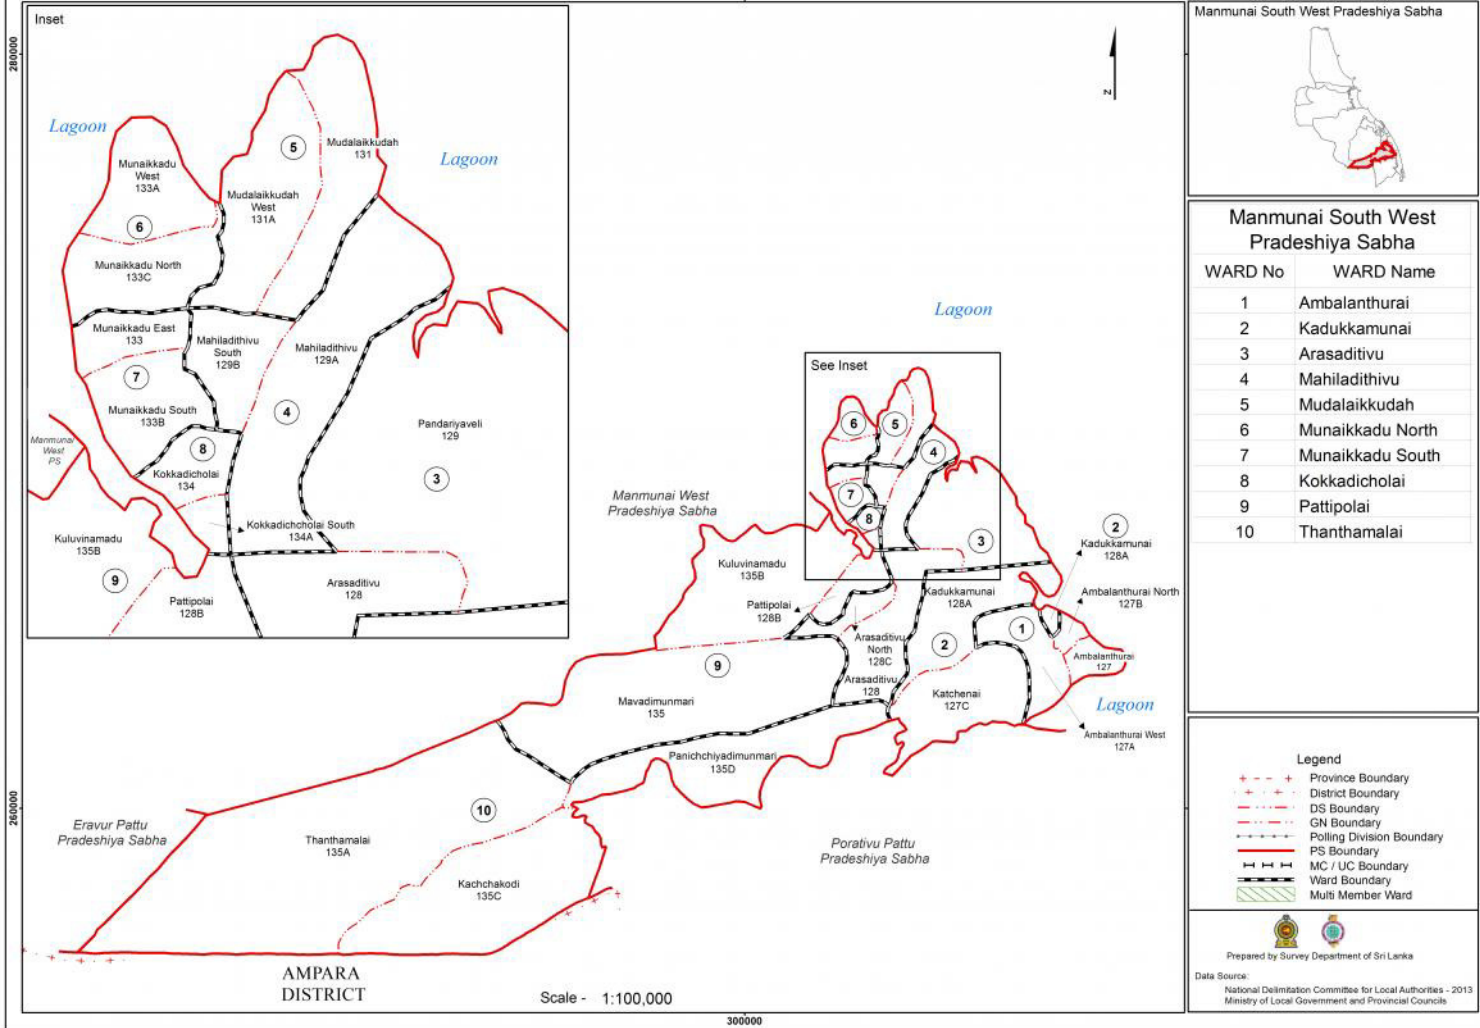 Inset
Lagoon
Lagoon
Munaikkadu
West
133A
6
Munaikkadu North
133C
5
Mudalaikkudah
131
Mudalaikkudah
West
131A
Munaikkadu East
133
7
Munaikkadu South
133B
Mahiladithivu
South
129B
Mahiladithivu
129A
4
Pandariyaveli
129
3
8
Kokkadicholai
134
Manmunai
West
PS
Kokkadichcholai South
134A
Kuluvinamadu
135B
9
Pattipolai
128B
Arasaditivu
128
280000
260000
300000
N
Lagoon
See Inset
6
5
4
7
8
3
Manmunai West
Pradeshiya Sabha
Kuluvinamadu
135B
Pattipolai
128B
2
Kadukkamunai
128A
Kadukkamunai
128A
Ambalanthurai North
127B
1
Arasaditivu
North
128C
2
Ambalanthurai
127
9
Arasaditivu
128
Katchenai
127C
Lagoon
Mavadimunmari
135
Ambalanthurai West
127A
Panichchiyadimunmari
135D
10
Eravur Pattu
Pradeshiya Sabha
Thanthamalai
135A
Porativu Pattu
Pradeshiya Sabha
Kachchakodi
135C
AMPARA
DISTRICT
Scale - 1:100,000
Manmunai South West Pradeshiya Sabha
Manmunai South West
Pradeshiya Sabha
WARD No WARD Name
1 Ambalanthurai
2 Kadukkamunai
3 Arasaditivu
4 Mahiladithivu
5 Mudalaikkudah
6 Munaikkadu North
7 Munaikkadu South
8 Kokkadicholai
9 Pattipolai
10 Thanthamalai
Legend
Province Boundary
District Boundary
DS Boundary
GN Boundary
Polling Division Boundary
PS Boundary
MC / UC Boundary
Ward Boundary
Multi Member Ward
Prepared by Survey Department of Sri Lanka
Data Source:
National Delimitation Committee for Local Authorities - 2013
Ministry of Local Government and Provincial Councils